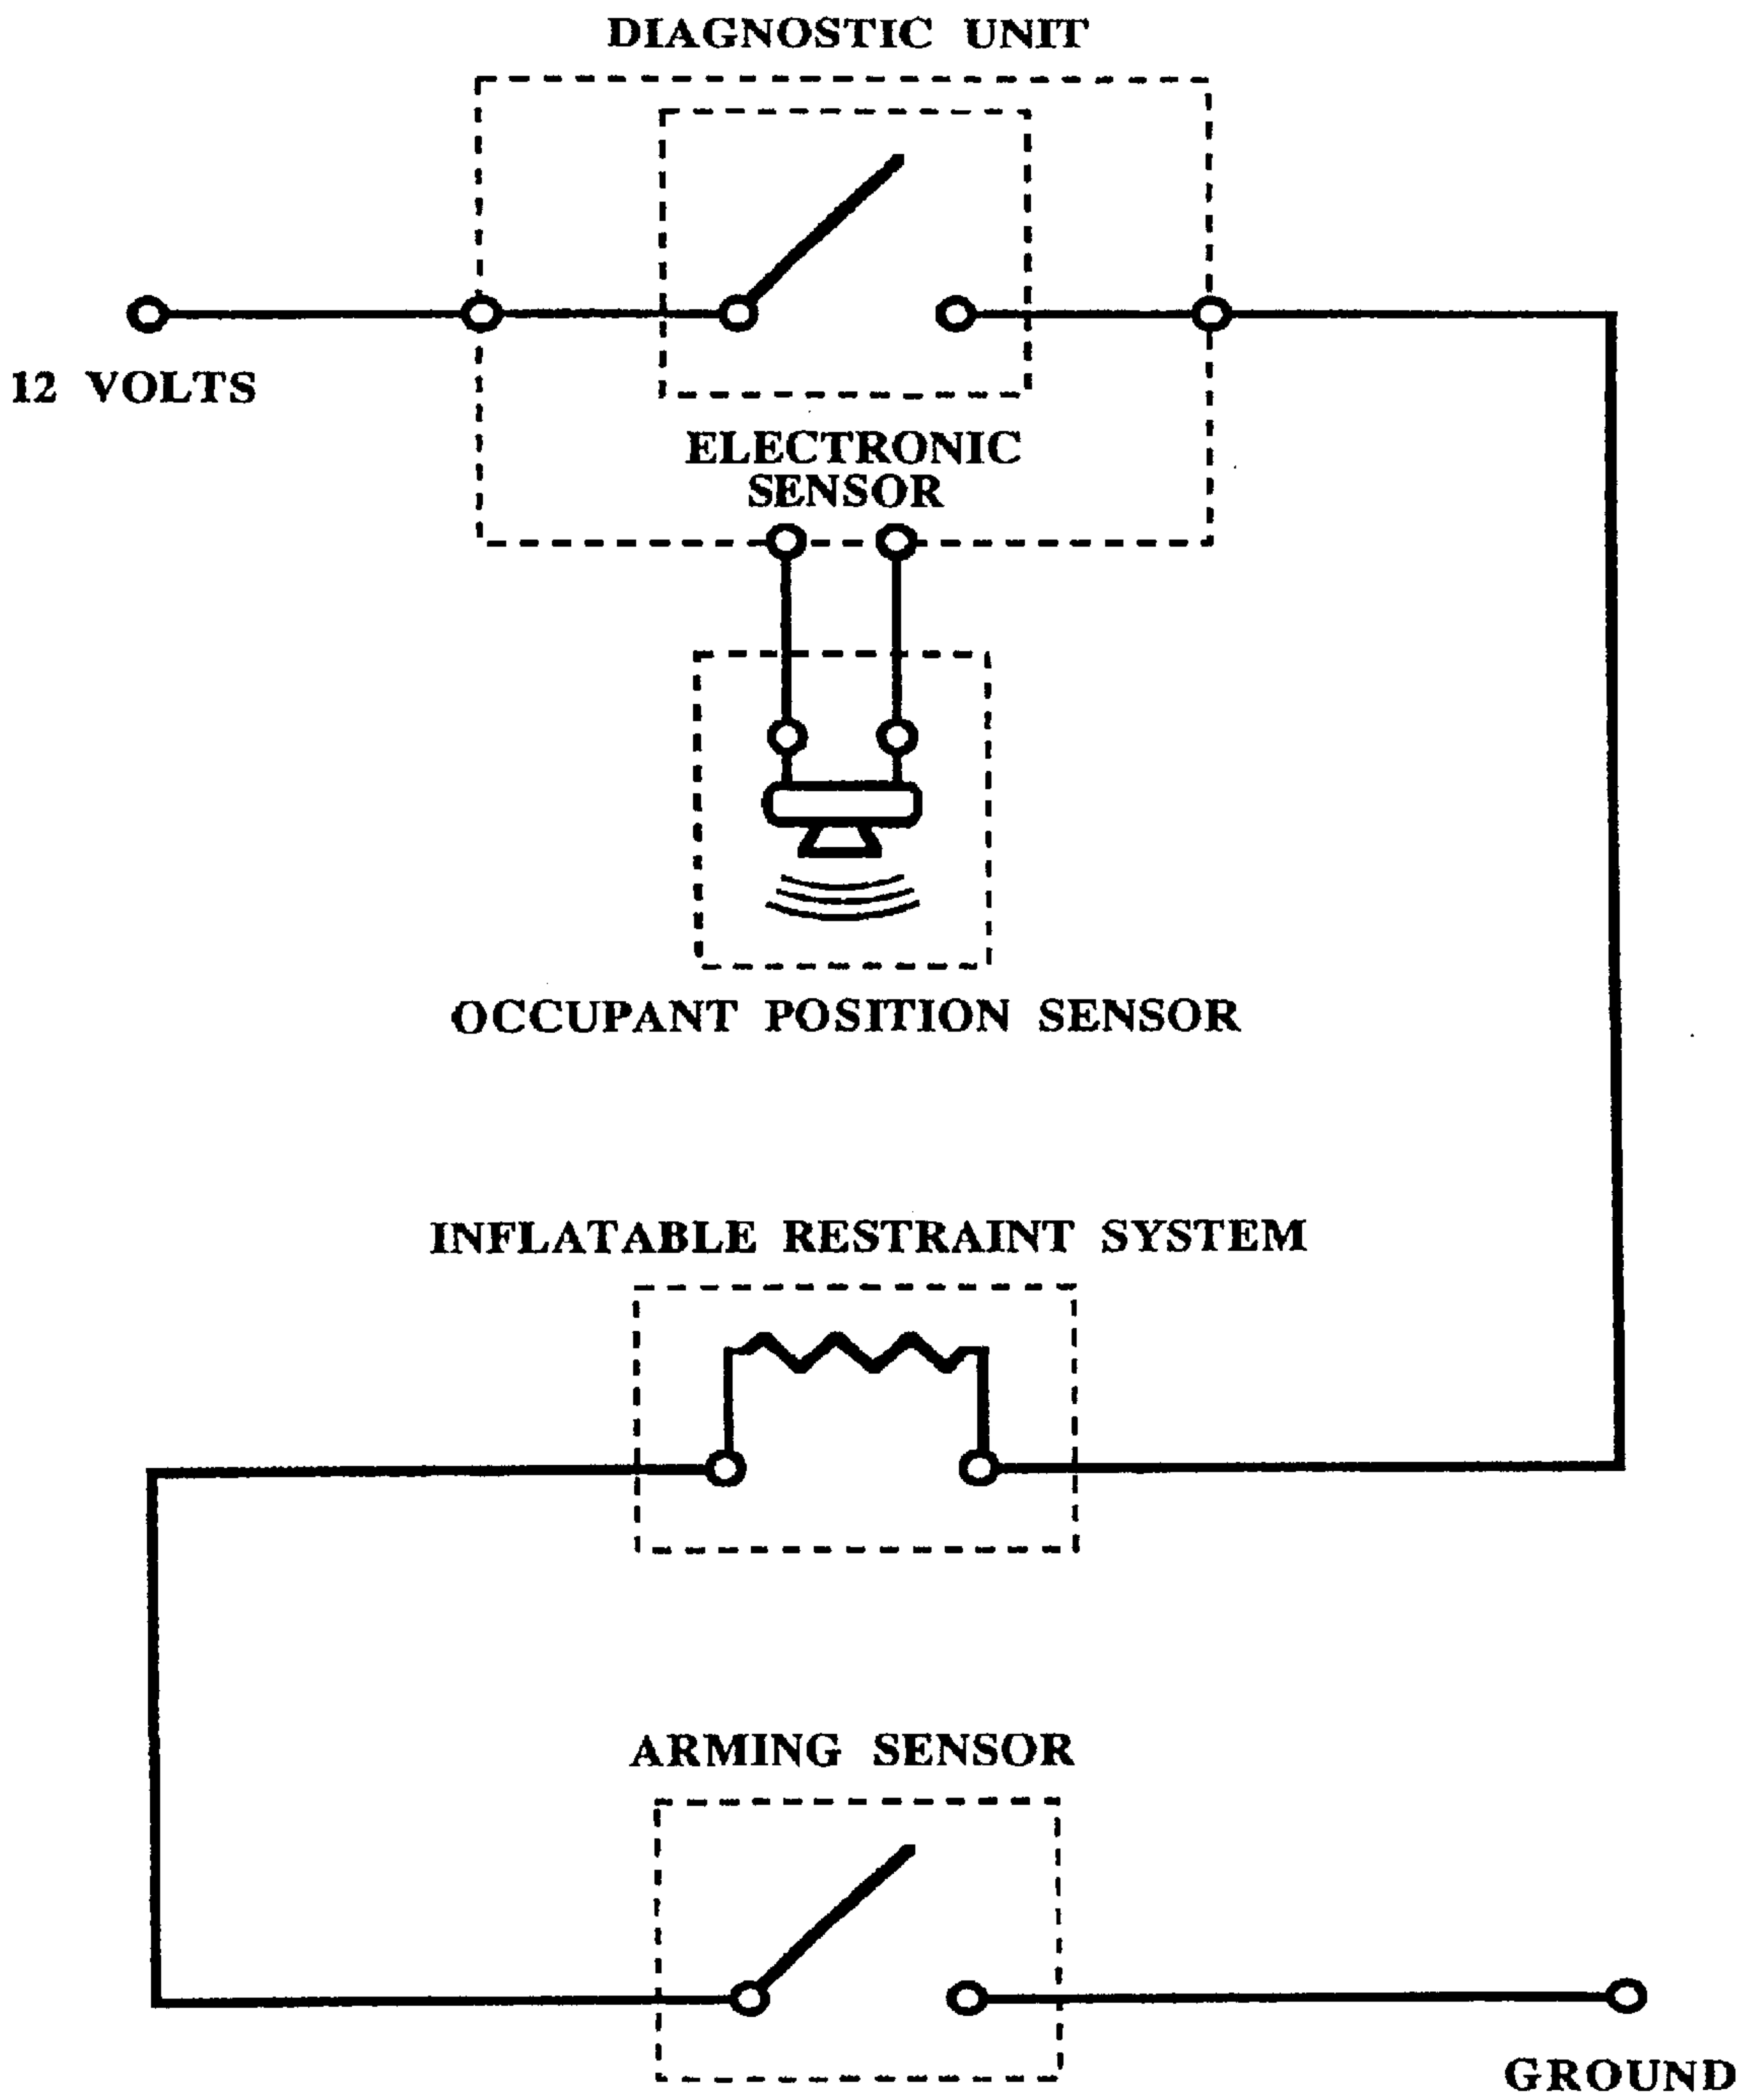 DIAGNOSTIC UNIT
12 VOLTS
ELECTRONIC
SENSOR
OCCUPANT POSITION SENSOR
INFLATABLE RESTRAINT SYSTEM
ARMING SENSOR
GROUND